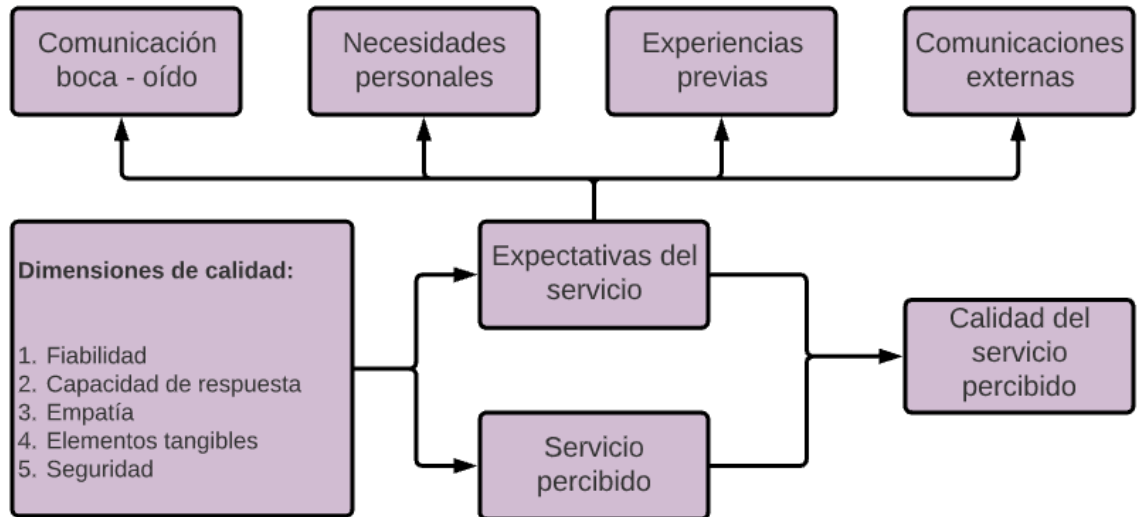 Comunicación
boca - oído
Necesidades
personales
Experiencias
previas
Comunicaciones
externas
Dimensiones de calidad:
1. Fiabilidad
2. Capacidad de respuesta
3. Empatía
4. Elementos tangibles
5. Seguridad
Expectativas del
servicio
Servicio
percibido
Calidad del
servicio
percibido